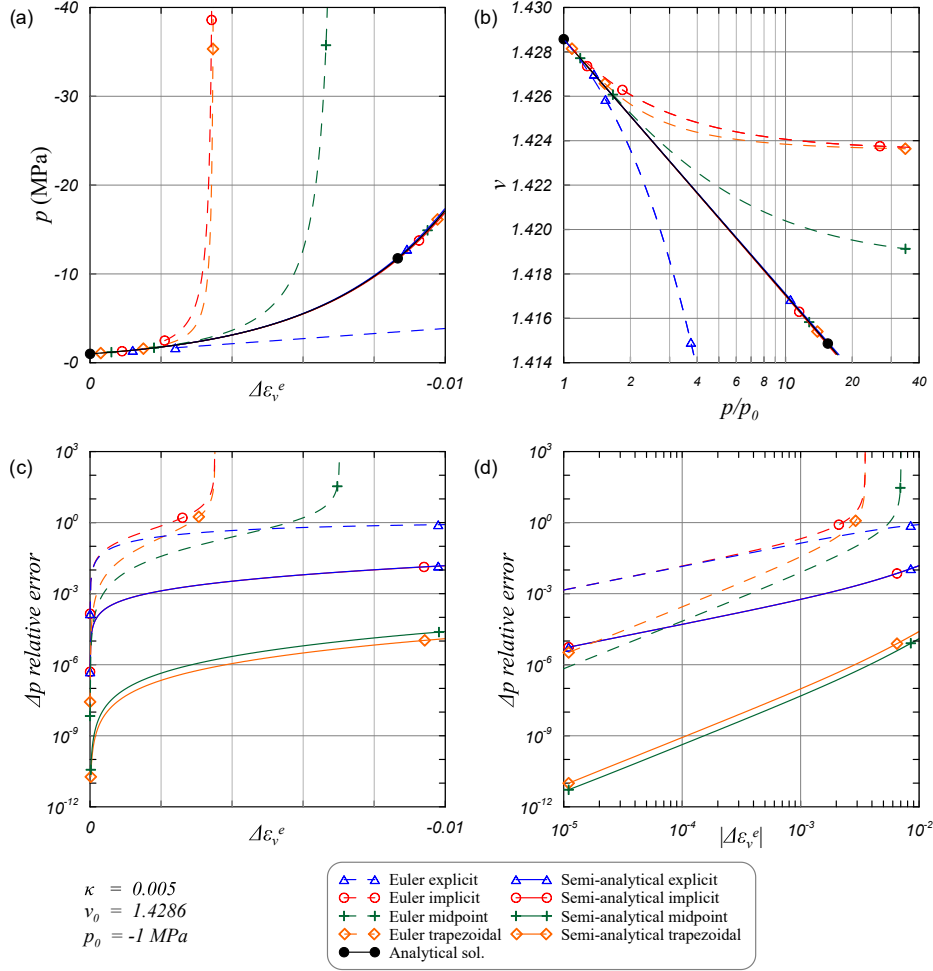 (a)
-40
-30
-20
-10
-0
p (MPa)
0
Δε_v^e
-0.01
(b)
1.430
1.428
1.426
1.424
1.422
1.420
1.418
1.416
1.414
v
1 2 4 6 8 10 20 40
p/p_0
(c)
10^3
10^0
10^-3
10^-6
10^-9
10^-12
Δp relative error
0
Δε_v^e
-0.01
(d)
10^3
10^0
10^-3
10^-6
10^-9
10^-12
Δp relative error
10^-5 10^-4 10^-3 10^-2
|Δε_v^e|
κ = 0.005
v_0 = 1.4286
p_0 = -1 MPa
Euler explicit
Euler implicit
Euler midpoint
Euler trapezoidal
Analytical sol.
Semi-analytical explicit
Semi-analytical implicit
Semi-analytical midpoint
Semi-analytical trapezoidal